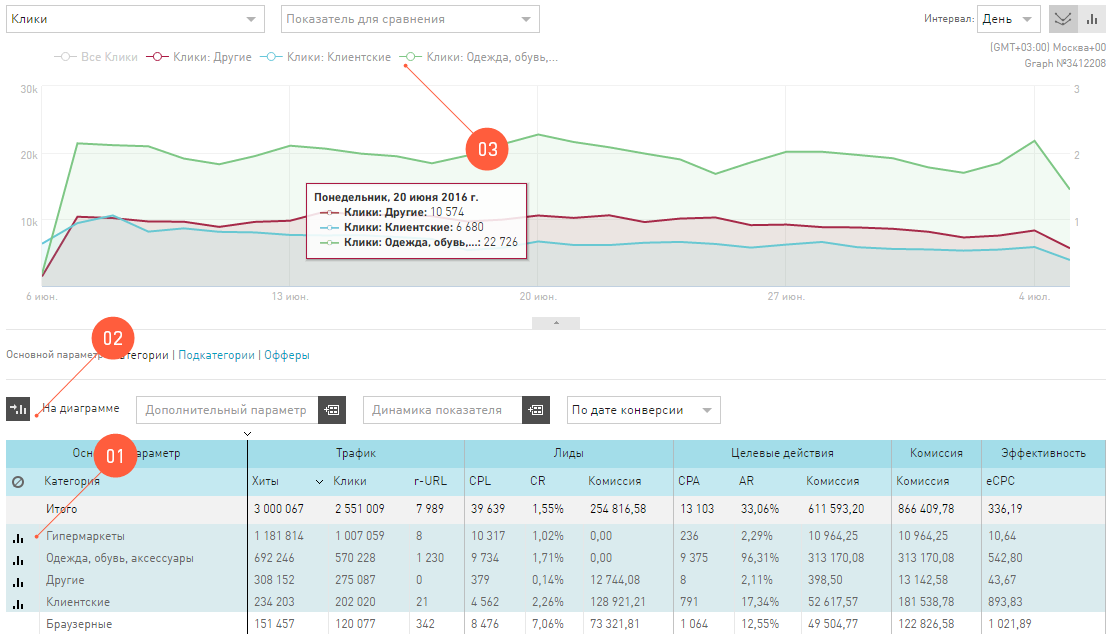 Клики Показатель для сравнения Интервал: День
(GMT+03:00) Москва+00
Graph №3412208
Все Клики Клики: Другие Клики: Клиентские Клики: Одежда, обувь,...
30k 3
03
20k 2
Понедельник, 20 июня 2016 г.
Клики: Другие: 10 574
10k 1
Клики: Клиентские: 6 680
Клики: Одежда, обувь,...: 22 726
6 июн. 13 июн. 20 июн. 27 июн. 4 июл.
02
Основной параметр | Подкатегории | Офферы
На диаграмме Дополнительный параметр Динамика показателя По дате конверсии
01
Трафик Лиды Целевые действия Комиссия Эффективность
Категория Хиты Клики r-URL CPL CR Комиссия CPA AR Комиссия Комиссия eCPC
Итого 3 000 067 2 551 009 7 989 39 639 1,55% 254 816,58 13 103 33,06% 611 593,20 866 409,78 336,19
Гипермаркеты 1 181 814 1 007 059 8 10 317 1,02% 0,00 236 2,29% 10 964,25 10 964,25 10,64
Одежда, обувь, аксессуары 692 246 570 228 1 230 9 734 1,71% 0,00 9 375 96,31% 313 170,08 313 170,08 542,80
Другие 308 152 275 087 0 379 0,14% 12 744,08 8 2,11% 398,50 13 142,58 43,67
Клиентские 234 203 202 020 21 4 562 2,26% 128 921,21 791 17,34% 52 617,57 181 538,78 893,83
Браузерные 151 457 120 077 342 8 476 7,06% 73 321,81 1 064 12,55% 49 504,77 122 826,58 1 021,89